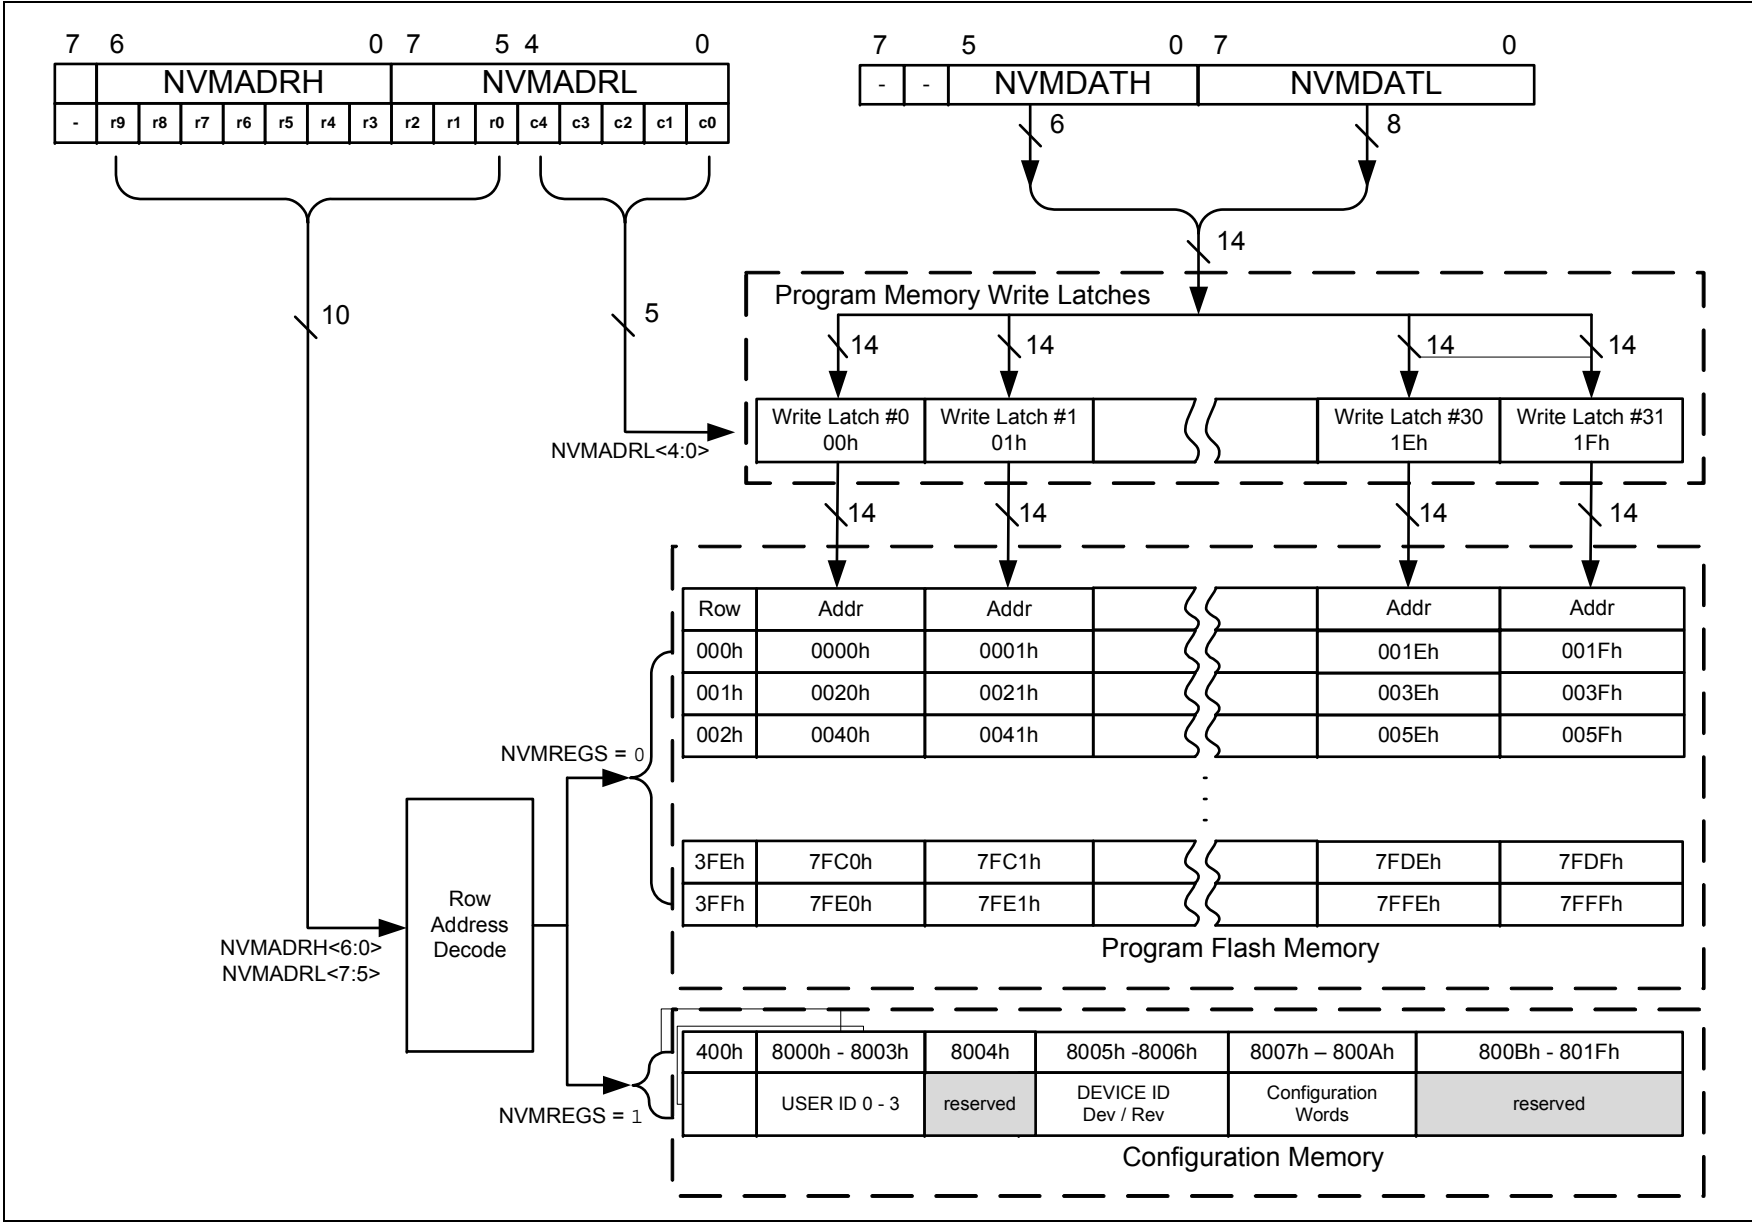 7 6 0 7 5 4 0 7 5 0 7 0
NVMADRH NVMADRL - - NVMDATH NVMDATL
- r9 r8 r7 r6 r5 r4 r3 r2 r1 r0 c4 c3 c2 c1 c0
6 8
14
Program Memory Write Latches
10 5
14 14 14 14
Write Latch #0 Write Latch #1 Write Latch #30 Write Latch #31
00h 01h 1Eh 1Fh
NVMADRL<4:0>
14 14 14 14
Row Addr Addr Addr Addr
000h 0000h 0001h 001Eh 001Fh
001h 0020h 0021h 003Eh 003Fh
002h 0040h 0041h 005Eh 005Fh
NVMREGS = 0
3FEh 7FC0h 7FC1h 7FDEh 7FDFh
3FFh 7FE0h 7FE1h 7FFEh 7FFFh
Row
Address
Decode
NVMADRH<6:0>
NVMADRL<7:5>
Program Flash Memory
400h 8000h - 8003h 8004h 8005h -8006h 8007h – 800Ah 800Bh - 801Fh
USER ID 0 - 3 reserved DEVICE ID Configuration reserved
Dev / Rev Words
NVMREGS = 1
Configuration Memory